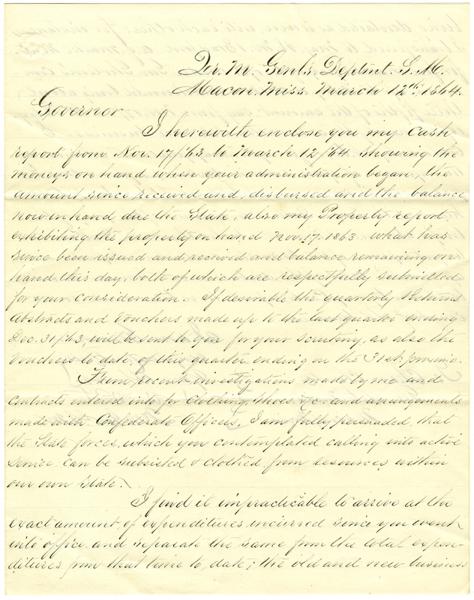 Qr. M. Genl's Deptmt. S. M.
Macon Miss. March 12th. 1864.
Governor
I herewith enclose you my Cash
report from Nov. 17/63 to March 12/64 showing the
moneys on hand when your administration began, the
amount since received and, disbursed and the balance
now on hand due the State, also my Property report
exhibiting the property on hand Nov. 17. 1863 what has
since been issued and received and balance remaining on
hand this day, both of which are respectfully submitted
for your consideration. If desirable the quarterly Returns
Abstracts and vouchers made up to the last quarter ending
Dec. 31/63, will be sent to you for your scrutiny, as also the
vouchers to date, of this quarter ending on the 31st proximo.
From recent investigations made by me and
contracts entered into for Clothing, Shoes, &c. and arrangements
made with Confederate Officers, I am fully persuaded, that
the State forces, which you contemplated calling into active
service can be subsisted & clothed from resources within
our own State.
I find it impracticable to arrive at the
exact amount of expenditures incurred since you went
into office and separate the same from the total expen-
ditures from that time to date; the old and new business